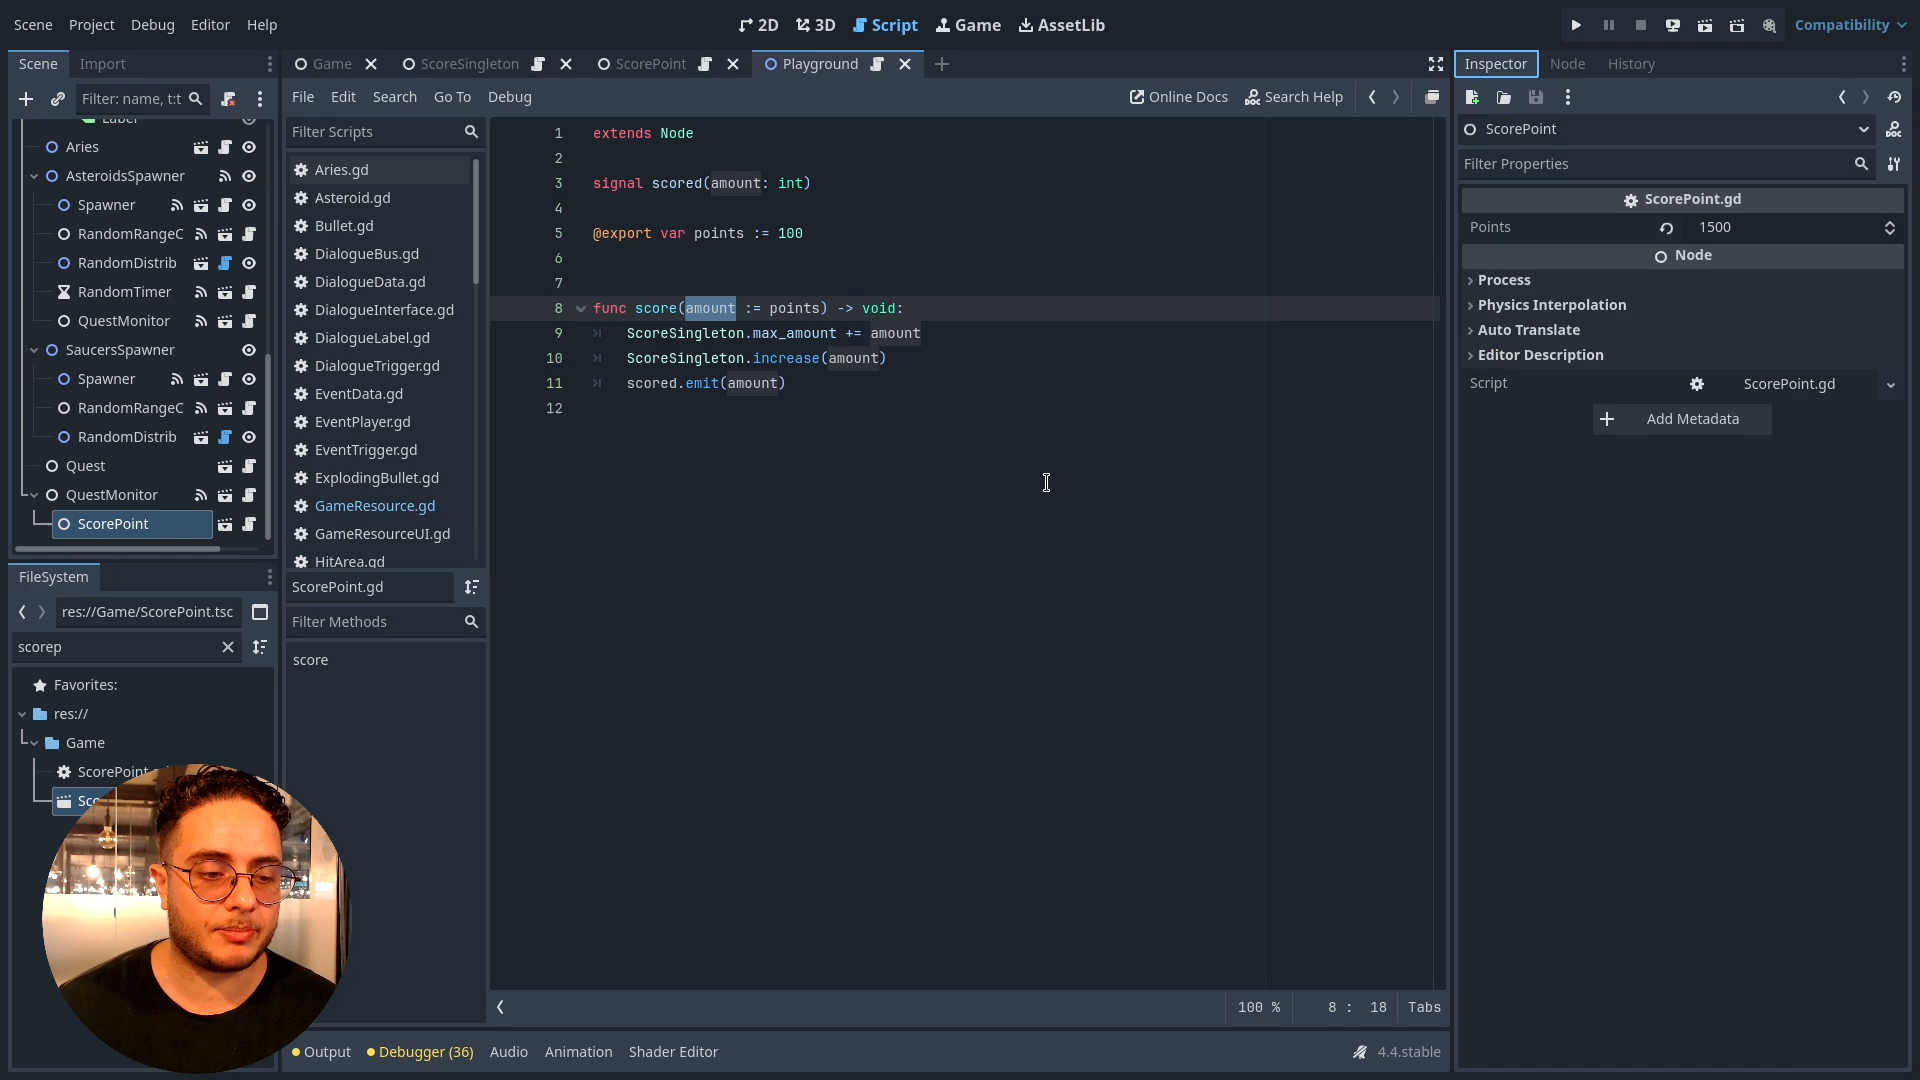 Scene Project Debug Editor Help
2D 3D Script Game AssetLib
Compatibility
Scene Import
Filter: name, t:t
Label
Aries
AsteroidsSpawner
Spawner
RandomRangeC
RandomDistrib
RandomTimer
QuestMonitor
SaucersSpawner
Spawner
RandomRangeC
RandomDistrib
Quest
QuestMonitor
ScorePoint
FileSystem
res://Game/ScorePoint.tsc
scorep
Favorites:
res://
Game
ScorePoint
Game ScoreSingleton ScorePoint Playground
File Edit Search Go To Debug
Online Docs Search Help
Filter Scripts
Aries.gd
Asteroid.gd
Bullet.gd
DialogueBus.gd
DialogueData.gd
DialogueInterface.gd
DialogueLabel.gd
DialogueTrigger.gd
EventData.gd
EventPlayer.gd
EventTrigger.gd
ExplodingBullet.gd
GameResource.gd
GameResourceUI.gd
HitArea.gd
ScorePoint.gd
Filter Methods
score
1 extends Node
2
3 signal scored(amount: int)
4
5 @export var points := 100
6
7
8 func score(amount := points) -> void:
9 ScoreSingleton.max_amount += amount
10 ScoreSingleton.increase(amount)
11 scored.emit(amount)
12
100 % 8 : 18 Tabs
Output Debugger (36) Audio Animation Shader Editor
4.4.stable
Inspector Node History
ScorePoint
Filter Properties
ScorePoint.gd
Points 1500
Node
Process
Physics Interpolation
Auto Translate
Editor Description
Script ScorePoint.gd
Add Metadata